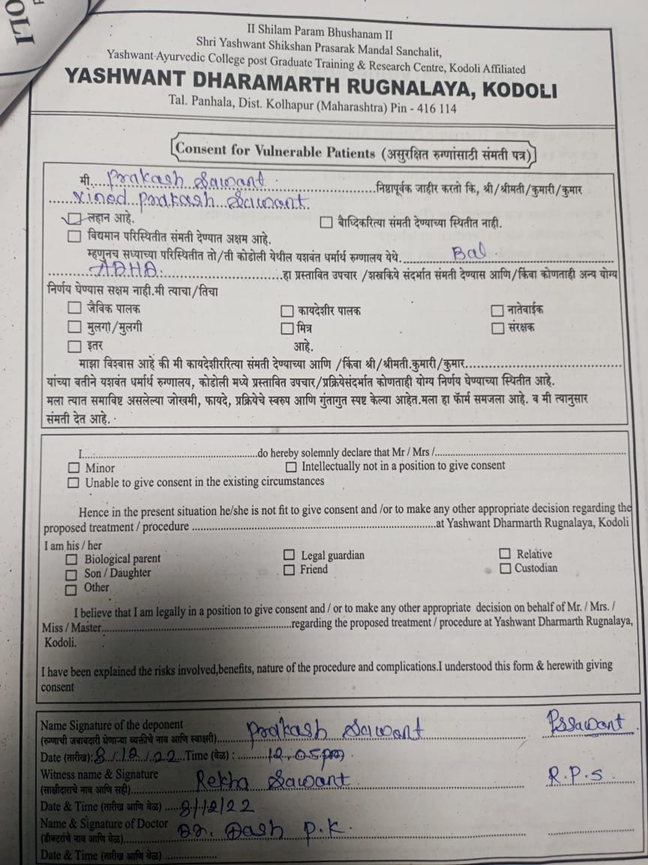 OLI
II Shilam Param Bhushanam II
Shri Yashwant Shikshan Prasarak Mandal Sanchalit,
Yashwant Ayurvedic College post Graduate Training & Research Centre, Kodoli Affiliated
YASHWANT DHARAMARTH RUGNALAYA, KODOLI
Tal. Panhala, Dist. Kolhapur (Maharashtra) Pin - 416 114
Consent for Vulnerable Patients (असुरक्षित रुग्णांसाठी संमती पत्र)
मी. Prakash Sawant निष्ठापूर्वक जाहीर करतो कि, श्री/श्रीमती/कुमारी/कुमार
Vinod Prakash Sawant
लहान आहे. संमती देण्याच्या स्थितीत नाही.
विद्यमान परिस्थितीत संमती देण्यात अक्षम आहे.
म्हणुनच सध्याच्या परिस्थितीत तो/ती कोडोली येथील यशवंत धर्मार्थ रुग्णालय येथे. Bal
हा प्रस्तावित उपचार /शस्त्रक्रिये संदर्भात संमती देण्यास आणि/किंवा कोणताही अन्य योग्य
निर्णय घेण्यास सक्षम नाही.मी त्याचा/तिचा
जैविक पालक कायदेशीर पालक नातेवाईक
मुलगा/मुलगी मित्र संरक्षक
इतर आहे.
माझा विश्वास आहे की मी कायदेशीररित्या संमती देण्याच्या आणि /किंवा श्री/श्रीमती.कुमारी/कुमार
यांच्या वतीने यशवंत धर्मार्थ रुग्णालय, कोडोली मध्ये प्रस्तावित उपचार/प्रक्रियेसंदर्भात कोणताही योग्य निर्णय घेण्याच्या स्थितीत आहे.
मला त्यात समाविष्ट असलेल्या जोखमी, फायदे, प्रक्रियेचे स्वरुप आणि गुंतागुत स्पष्ट केल्या आहेत.मला हा फॉर्म समजला आहे. व मी त्यानुसार
संमती देत आहे.
I do hereby solemnly declare that Mr / Mrs /
Minor Intellectually not in a position to give consent
Unable to give consent in the existing circumstances
Hence in the present situation he/she is not fit to give consent and /or to make any other appropriate decision regarding the
proposed treatment / procedure at Yashwant Dharmarth Rugnalaya, Kodoli
I am his / her
Biological parent Legal guardian Relative
Son / Daughter Friend Custodian
Other
I believe that I am legally in a position to give consent and / or to make any other appropriate decision on behalf of Mr. / Mrs. /
Miss / Master regarding the proposed treatment / procedure at Yashwant Dharmarth Rugnalaya,
Kodoli.
I have been explained the risks involved,benefits, nature of the procedure and complications.I understood this form & herewith giving
consent
Name Signature of the deponent Prakash Sawant PSSawant
(रुग्णाची जबाबदारी घेणाऱ्या व्यक्तीचे नाव आणि स्वाक्षरी)
Date (तारीख): 8/12/22 Time (वेळ) : 12.05pm
Witness name & Signature Rekha Sawant R.P.S
(साक्षीदाराचे नाव आणि सही)
Date & Time (तारीख आणि वेळ) 8/12/22
Name & Signature of Doctor Dr. Dash P.K.
(डॉक्टरांचे नाव आणि वेळ)
Date & Time (तारीख आणि वेळ)